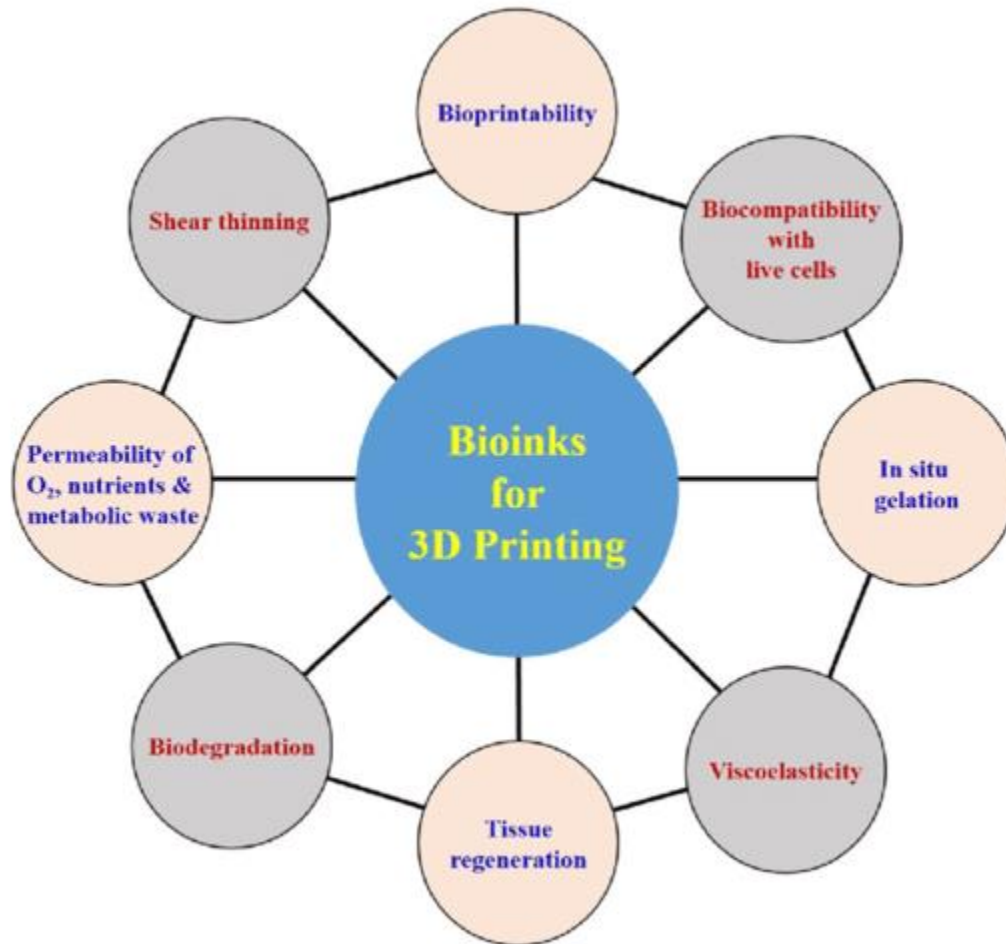 Bioprintability
Shear thinning
Biocompatibility
with
live cells
Permeability of
O₂, nutrients &
metabolic waste
Bioinks
for
3D Printing
In situ
gelation
Biodegradation
Viscoelasticity
Tissue
regeneration